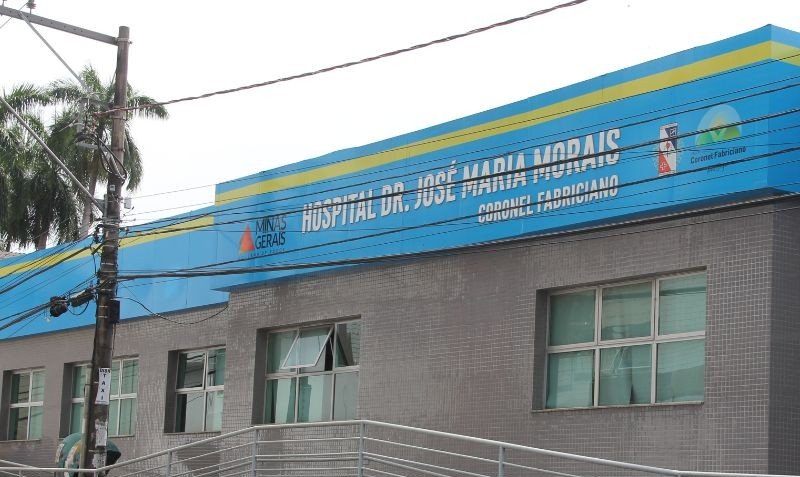 HOSPITAL DR. JOSÉ MARIA MORAIS
CORONEL FABRICIANO
MINAS
GERAIS
Coronel Fabriciano
TAXI